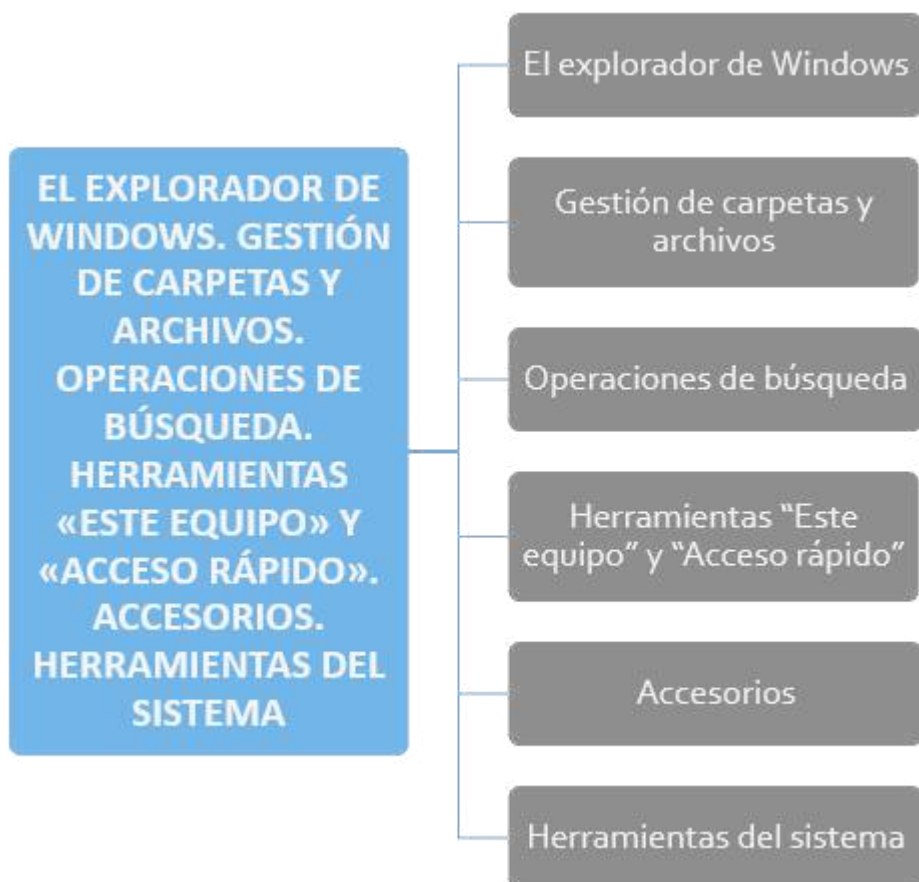 EL EXPLORADOR DE
WINDOWS. GESTIÓN
DE CARPETAS Y
ARCHIVOS.
OPERACIONES DE
BÚSQUEDA.
HERRAMIENTAS
«ESTE EQUIPO» Y
«ACCESO RÁPIDO».
ACCESORIOS.
HERRAMIENTAS DEL
SISTEMA
El explorador de Windows
Gestión de carpetas y
archivos
Operaciones de búsqueda
Herramientas “Este
equipo” y “Acceso rápido”
Accesorios
Herramientas del sistema